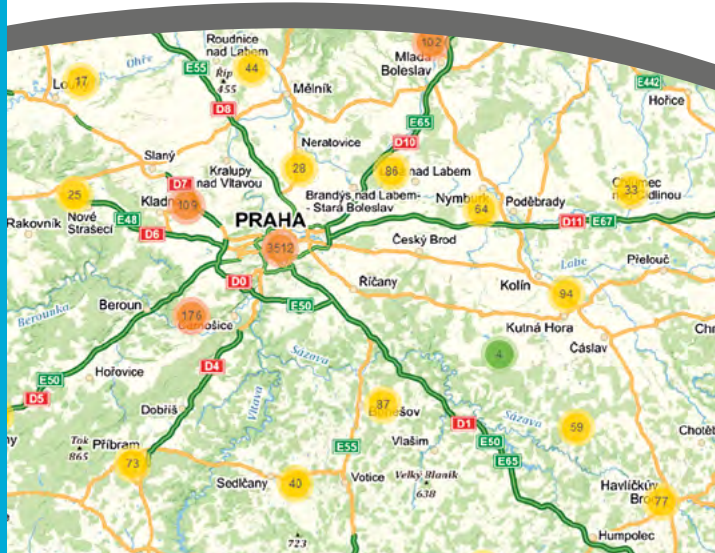 Roudnice
nad Labem
44
102
Mladá
Boleslav
Ohře
17
Říp
455
E55
Mělník
E442
Hořice
D8
E65
Neratovice
D10
Slaný
28
86
nad Labem
33
D7
Kralupy
nad Vltavou
25
109
Brandýs nad Labem-
Stará Boleslav
Nymburk
64
Poděbrady
PRAHA
Rakovník
Nové
Strašecí
E48
D6
D11
E67
3512
Český Brod
Labe
Přelouč
D0
Říčany
Kolín
94
Beroun
Berounka
E50
176
Kutná Hora
Čáslav
Sázava
4
Hořovice
D4
E50
D5
Vltava
87
Sázava
Dobříš
D1
59
Tok
865
Příbram
73
E55
Vlašim
E50
E65
Sedlčany
40
Votice
Velký Blaník
638
Havlíčkův
77
723
Humpolec